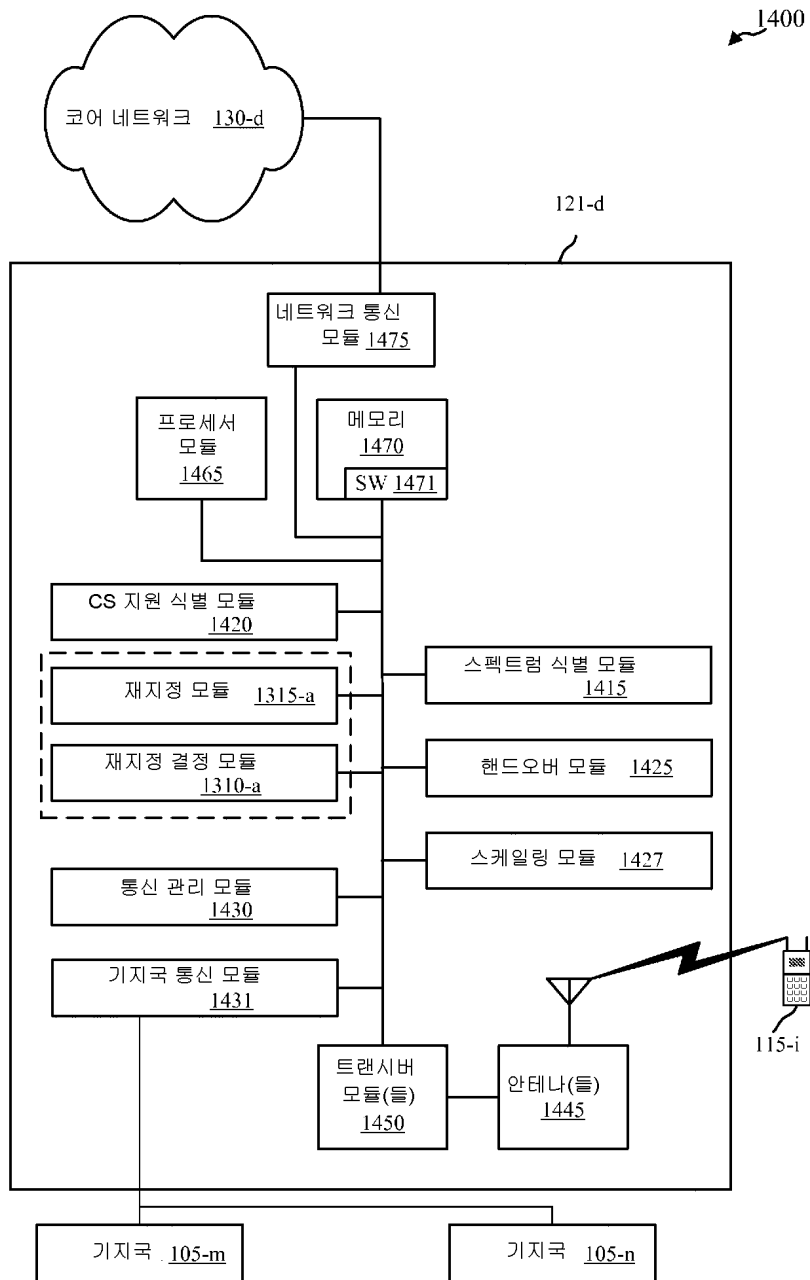 1400
코어 네트워크 130-d
121-d
네트워크 통신
모듈 1475
프로세서
모듈
1465
메모리
1470
SW 1471
CS 지원 식별 모듈
1420
스펙트럼 식별 모듈
1415
재지정 모듈 1315-a
재지정 결정 모듈
1310-a
핸드오버 모듈 1425
스케일링 모듈 1427
통신 관리 모듈
1430
기지국 통신 모듈
1431
115-i
트랜시버
모듈(들)
1450
안테나(들)
1445
기지국 105-m
기지국 105-n